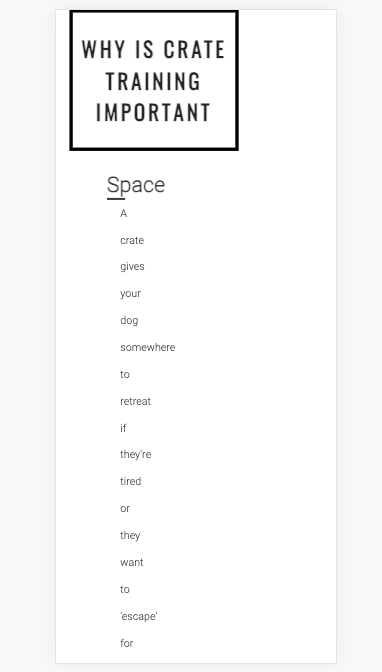 WHY IS CRATE
TRAINING
IMPORTANT
Space
A
crate
gives
your
dog
somewhere
to
retreat
if
they're
tired
or
they
want
to
'escape'
for